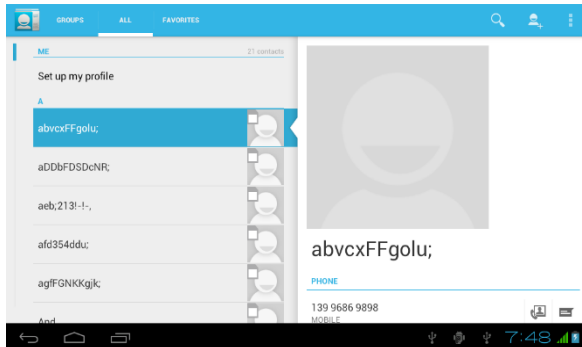 GROUPS ALL FAVORITES
ME 21 contacts
Set up my profile
A
abvcxFFgolu;
aDDbFDSDcNR;
aeb;213!-!-,
afd354ddu;
agfFGNKKgjk;
And
abvcxFFgolu;
PHONE
139 9686 9898
MOBILE
7:48